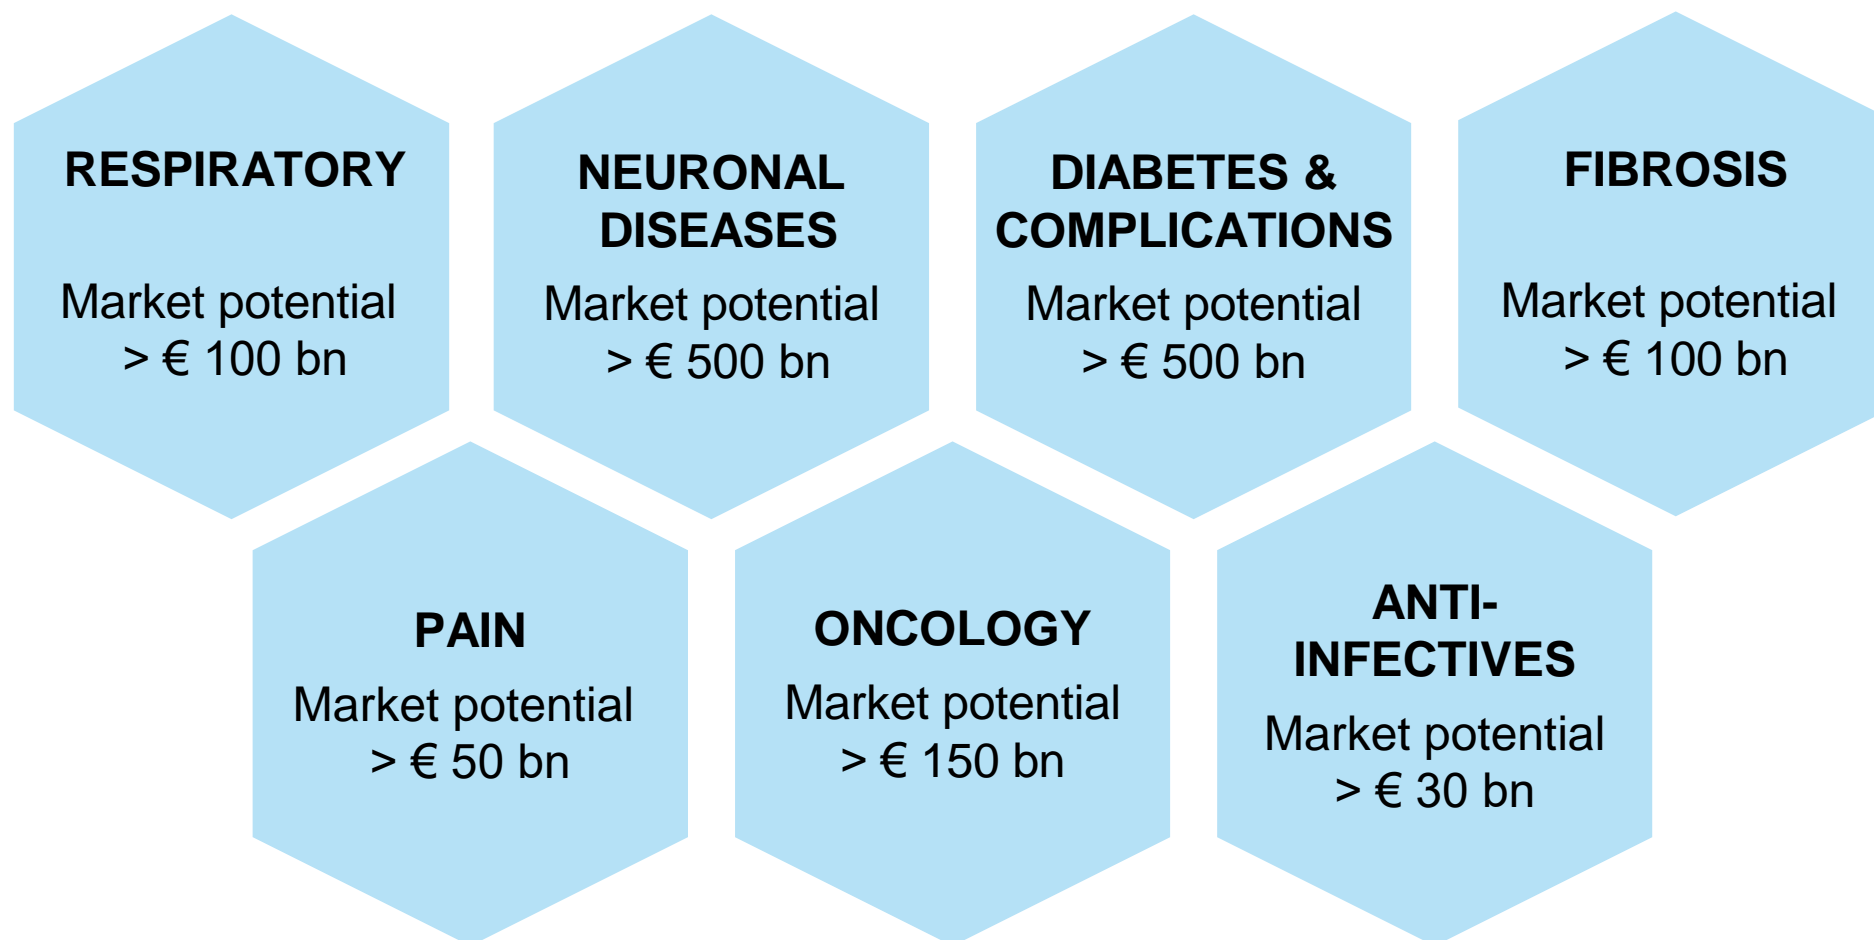 RESPIRATORY
Market potential
> € 100 bn
NEURONAL
DISEASES
Market potential
> € 500 bn
DIABETES &
COMPLICATIONS
Market potential
> € 500 bn
FIBROSIS
Market potential
> € 100 bn
PAIN
Market potential
> € 50 bn
ONCOLOGY
Market potential
> € 150 bn
ANTI-
INFECTIVES
Market potential
> € 30 bn